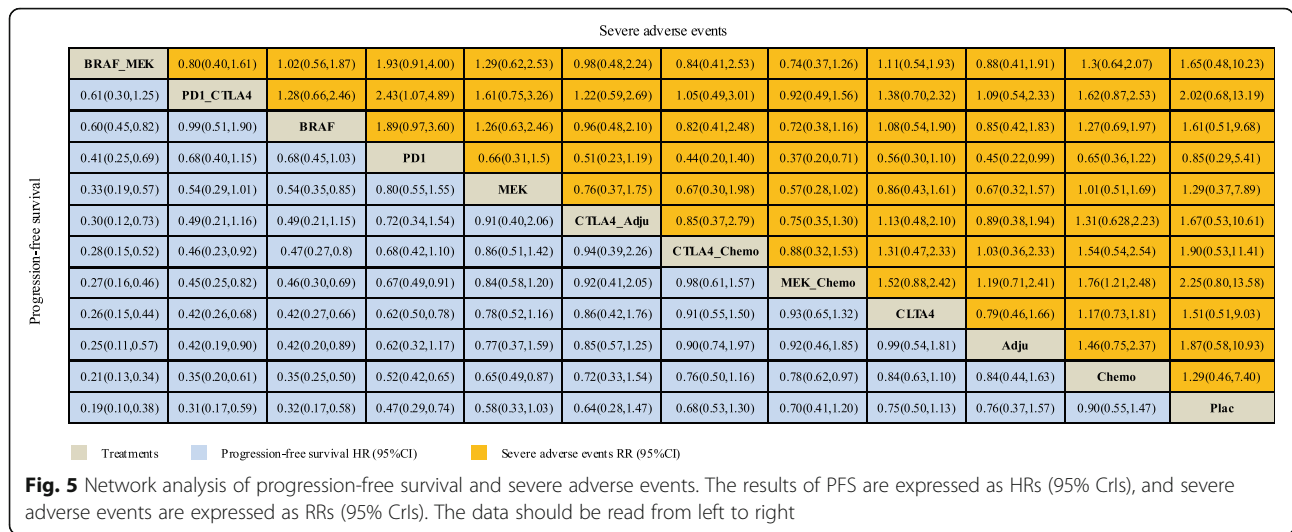 Severe adverse events
Progression-free survival
BRAF_MEK 0.80(0.40,1.61) 1.02(0.56,1.87) 1.93(0.91,4.00) 1.29(0.62,2.53) 0.98(0.48,2.24) 0.84(0.41,2.53) 0.74(0.37,1.26) 1.11(0.54,1.93) 0.88(0.41,1.91) 1.3(0.64,2.07) 1.65(0.48,10.23)
0.61(0.30,1.25) PD1_CTLA4 1.28(0.66,2.46) 2.43(1.07,4.89) 1.61(0.75,3.26) 1.22(0.59,2.69) 1.05(0.49,3.01) 0.92(0.49,1.56) 1.38(0.70,2.32) 1.09(0.54,2.33) 1.62(0.87,2.53) 2.02(0.68,13.19)
0.60(0.45,0.82) 0.99(0.51,1.90) BRAF 1.89(0.97,3.60) 1.26(0.63,2.46) 0.96(0.48,2.10) 0.82(0.41,2.48) 0.72(0.38,1.16) 1.08(0.54,1.90) 0.85(0.42,1.83) 1.27(0.69,1.97) 1.61(0.51,9.68)
0.41(0.25,0.69) 0.68(0.40,1.15) 0.68(0.45,1.03) PD1 0.66(0.31,1.5) 0.51(0.23,1.19) 0.44(0.20,1.40) 0.37(0.20,0.71) 0.56(0.30,1.10) 0.45(0.22,0.99) 0.65(0.36,1.22) 0.85(0.29,5.41)
0.33(0.19,0.57) 0.54(0.29,1.01) 0.54(0.35,0.85) 0.80(0.55,1.55) MEK 0.76(0.37,1.75) 0.67(0.30,1.98) 0.57(0.28,1.02) 0.86(0.43,1.61) 0.67(0.32,1.57) 1.01(0.51,1.69) 1.29(0.37,7.89)
0.30(0.12,0.73) 0.49(0.21,1.16) 0.49(0.21,1.15) 0.72(0.34,1.54) 0.91(0.40,2.06) CTLA4_Adju 0.85(0.37,2.79) 0.75(0.35,1.30) 1.13(0.48,2.10) 0.89(0.38,1.94) 1.31(0.628,2.23) 1.67(0.53,10.61)
0.28(0.15,0.52) 0.46(0.23,0.92) 0.47(0.27,0.8) 0.68(0.42,1.10) 0.86(0.51,1.42) 0.94(0.39,2.26) CTLA4_Chemo 0.88(0.32,1.53) 1.31(0.47,2.33) 1.03(0.36,2.33) 1.54(0.54,2.54) 1.90(0.53,11.41)
0.27(0.16,0.46) 0.45(0.25,0.82) 0.46(0.30,0.69) 0.67(0.49,0.91) 0.84(0.58,1.20) 0.92(0.41,2.05) 0.98(0.61,1.57) MEK_Chemo 1.52(0.88,2.42) 1.19(0.71,2.41) 1.76(1.21,2.48) 2.25(0.80,13.58)
0.26(0.15,0.44) 0.42(0.26,0.68) 0.42(0.27,0.66) 0.62(0.50,0.78) 0.78(0.52,1.16) 0.86(0.42,1.76) 0.91(0.55,1.50) 0.93(0.65,1.32) CLTA4 0.79(0.46,1.66) 1.17(0.73,1.81) 1.51(0.51,9.03)
0.25(0.11,0.57) 0.42(0.19,0.90) 0.42(0.20,0.89) 0.62(0.32,1.17) 0.77(0.37,1.59) 0.85(0.57,1.25) 0.90(0.74,1.97) 0.92(0.46,1.85) 0.99(0.54,1.81) Adju 1.46(0.75,2.37) 1.87(0.58,10.93)
0.21(0.13,0.34) 0.35(0.20,0.61) 0.35(0.25,0.50) 0.52(0.42,0.65) 0.65(0.49,0.87) 0.72(0.33,1.54) 0.76(0.50,1.16) 0.78(0.62,0.97) 0.84(0.63,1.10) 0.84(0.44,1.63) Chemo 1.29(0.46,7.40)
0.19(0.10,0.38) 0.31(0.17,0.59) 0.32(0.17,0.58) 0.47(0.29,0.74) 0.58(0.33,1.03) 0.64(0.28,1.47) 0.68(0.53,1.30) 0.70(0.41,1.20) 0.75(0.50,1.13) 0.76(0.37,1.57) 0.90(0.55,1.47) Plac
Treatments Progression-free survival HR (95%CI) Severe adverse events RR (95%CI)
Fig. 5 Network analysis of progression-free survival and severe adverse events. The results of PFS are expressed as HRs (95% CrIs), and severe
adverse events are expressed as RRs (95% CrIs). The data should be read from left to right